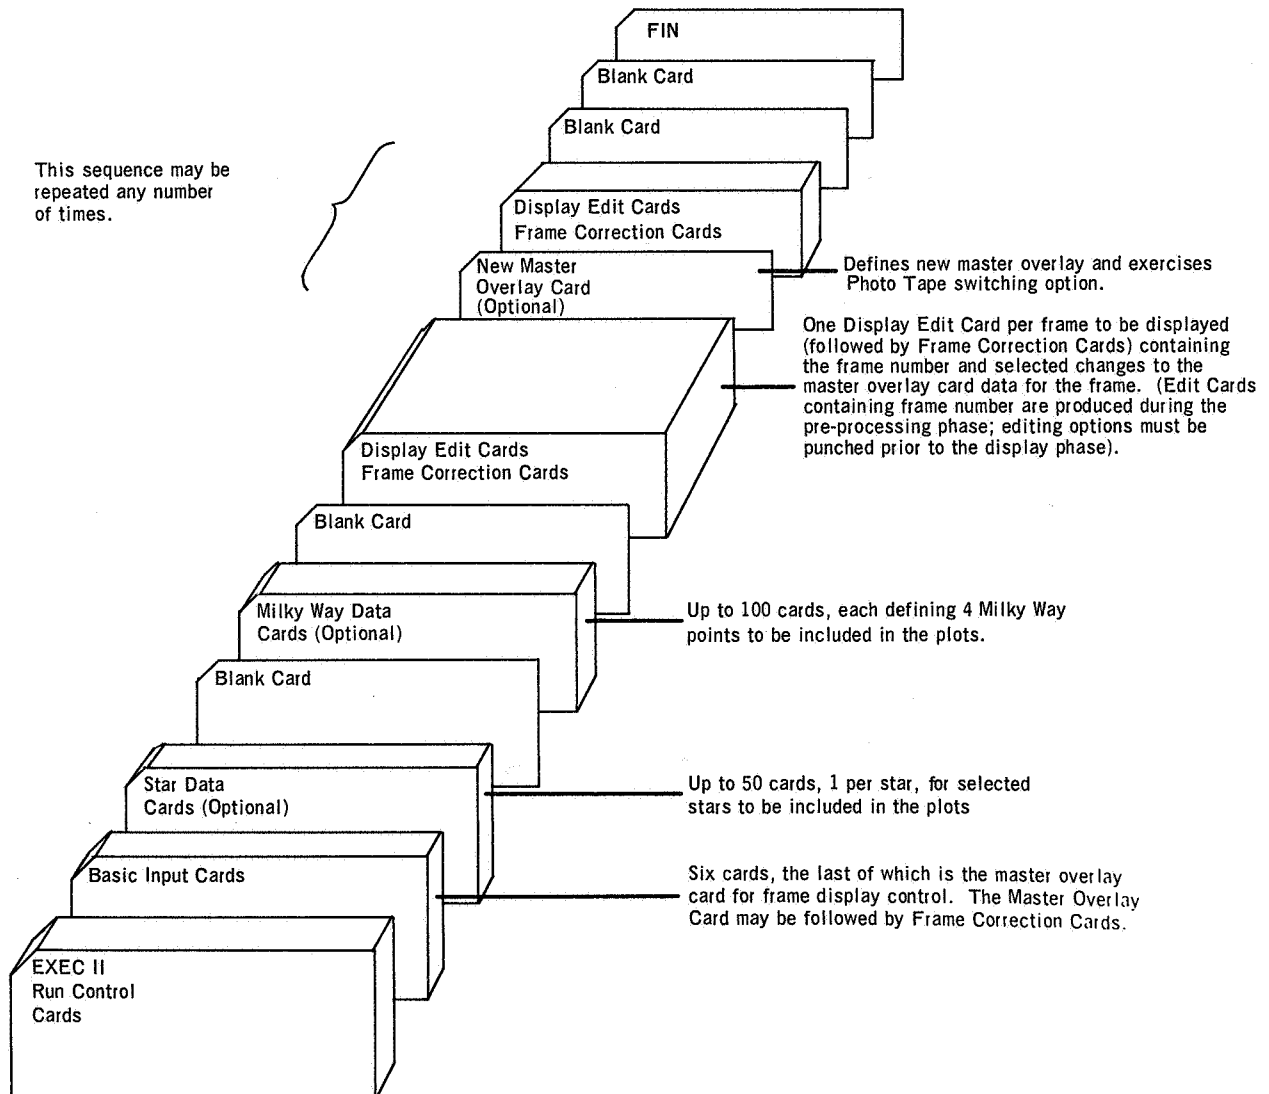 FIN
Blank Card
Blank Card
This sequence may be
repeated any number
of times.
Display Edit Cards
Frame Correction Cards
New Master
Overlay Card
(Optional)
Defines new master overlay and exercises
Photo Tape switching option.
One Display Edit Card per frame to be displayed
(followed by Frame Correction Cards) containing
the frame number and selected changes to the
master overlay card data for the frame. (Edit Cards
containing frame number are produced during the
pre-processing phase; editing options must be
punched prior to the display phase).
Display Edit Cards
Frame Correction Cards
Blank Card
Milky Way Data
Cards (Optional)
Up to 100 cards, each defining 4 Milky Way
points to be included in the plots.
Blank Card
Star Data
Cards (Optional)
Up to 50 cards, 1 per star, for selected
stars to be included in the plots
Basic Input Cards
Six cards, the last of which is the master overlay
card for frame display control. The Master Overlay
Card may be followed by Frame Correction Cards.
EXEC II
Run Control
Cards